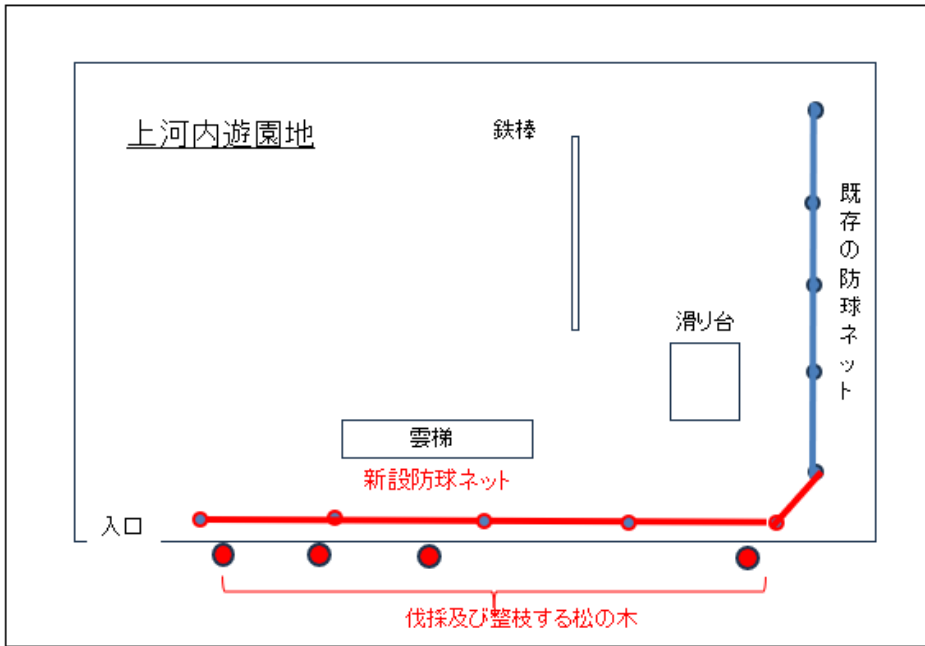 上河内遊園地
鉄棒
既存の防球ネット
滑り台
雲梯
新設防球ネット
入口
伐採及び整枝する松の木